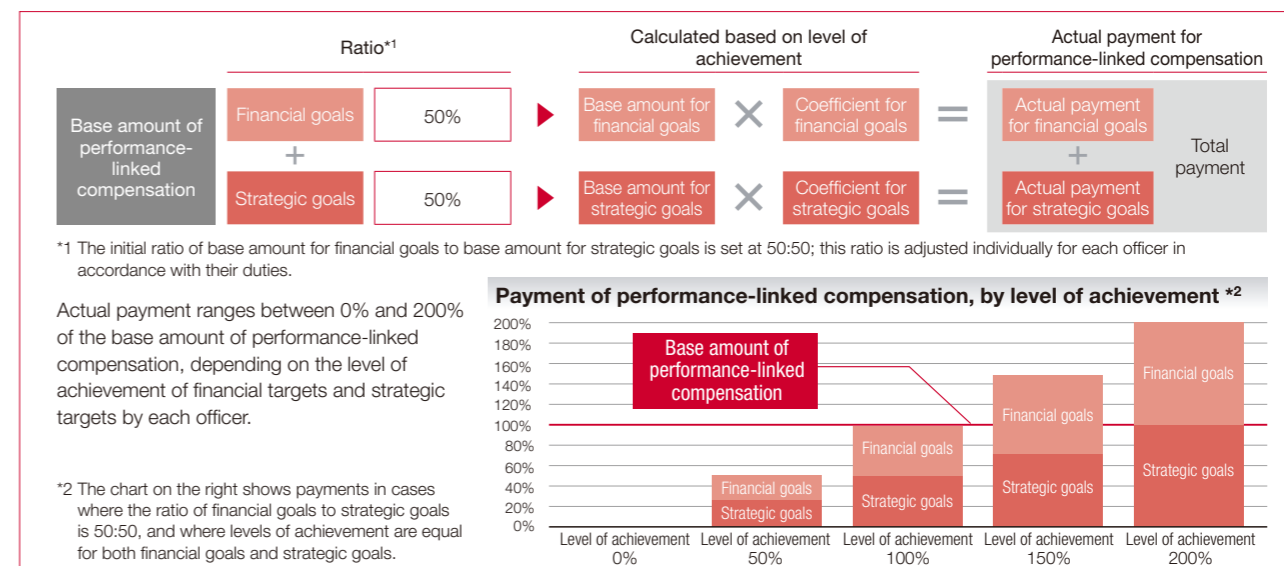 Ratio*1
Calculated based on level of
achievement
Actual payment for
performance-linked compensation
Base amount of
performance-
linked
compensation
Financial goals
50%
Base amount for
financial goals
×
Coefficient for
financial goals
=
Actual payment
for financial goals
+
+
Total
payment
Strategic goals
50%
Base amount for
strategic goals
×
Coefficient for
strategic goals
=
Actual payment
for strategic goals
*1 The initial ratio of base amount for financial goals to base amount for strategic goals is set at 50:50; this ratio is adjusted individually for each officer in
accordance with their duties.
Actual payment ranges between 0% and 200%
of the base amount of performance-linked
compensation, depending on the level of
achievement of financial targets and strategic
targets by each officer.
*2 The chart on the right shows payments in cases
where the ratio of financial goals to strategic goals
is 50:50, and where levels of achievement are equal
for both financial goals and strategic goals.
Payment of performance-linked compensation, by level of achievement *2
200%
180%
160%
140%
120%
100%
80%
60%
40%
20%
0%
Base amount of
performance-linked
compensation
Financial goals
Strategic goals
Financial goals
Strategic goals
Financial goals
Strategic goals
Financial goals
Strategic goals
Level of achievement
0%
Level of achievement
50%
Level of achievement
100%
Level of achievement
150%
Level of achievement
200%